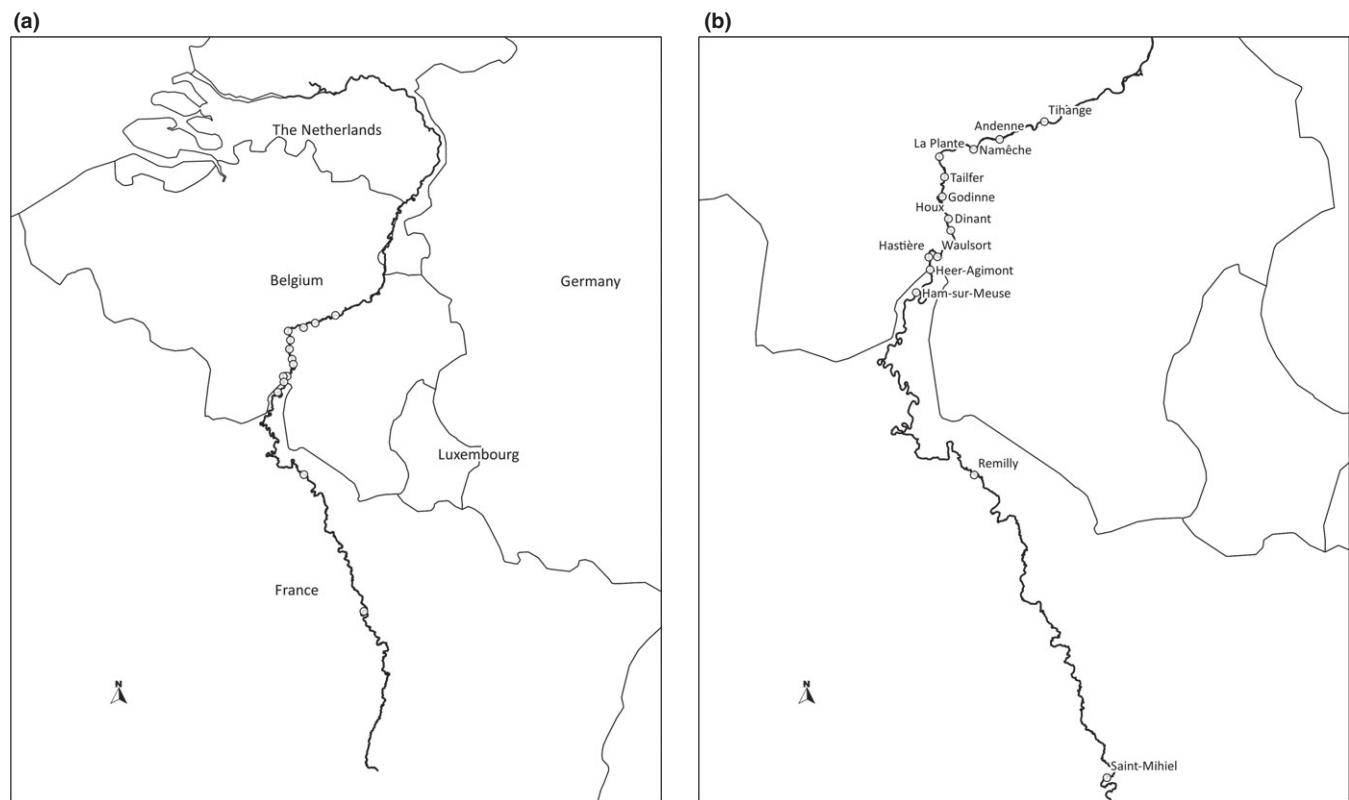 (a)
The Netherlands
Belgium
Germany
Luxembourg
France
N
(b)
Tihange
Andenne
La Plante
Namêche
Tailfer
Godinne
Houx
Dinant
Hastière
Waulsort
Heer-Agimont
Ham-sur-Meuse
Remilly
N
Saint-Mihiel